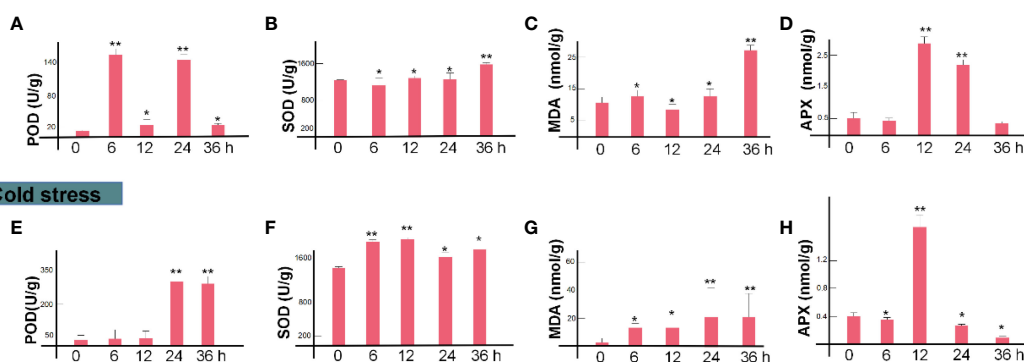 A
B
C
D
POD (U/g)
140
80
20
**
*
**
*
0 6 12 24 36 h
SOD (U/g)
1600
800
200
*
*
*
**
0 6 12 24 36 h
MDA (nmol/g)
25
15
5
*
*
*
**
0 6 12 24 36 h
APX (nmol/g)
2.5
1.5
0.5
**
**
0 6 12 24 36 h
Cold stress
E
F
G
H
POD(U/g)
350
200
50
**
**
0 6 12 24 36 h
SOD (U/g)
1600
800
200
**
**
*
*
0 6 12 24 36 h
MDA (nmol/g)
60
40
20
*
*
**
**
0 6 12 24 36 h
APX (nmol/g)
1.2
0.8
0.4
*
**
*
*
0 6 12 24 36 h